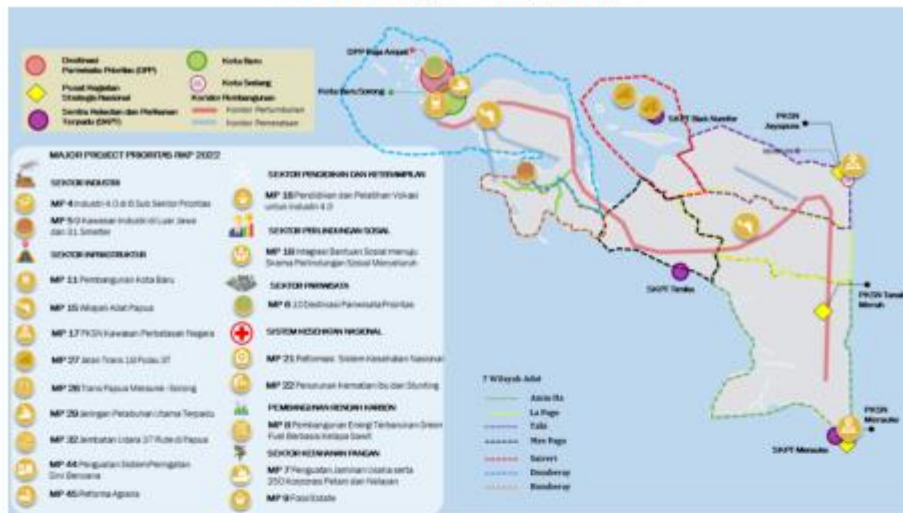 Destinasi
Pariwisata Prioritas (DPP)
Pusat Kegiatan
Strategis Nasional
Sentra Kelautan dan Perikanan
Terpadu (SKPT)
Kota Baru
Kota Sedang
Koridor Pembangunan
Koridor Pertumbuhan
Koridor Pemerataan
DPP Raja Ampat
Kota Baru Sorong
SKPT Biak Numfor
PKSN
Jayapura
SKPT Timika
PKSN Tanah
Merah
PKSN
Merauke
SKPT Merauke
MAJOR PROJECT PRIORITAS RKP 2022
SEKTOR INDUSTRI
MP 4 Industri 4.0 di 6 Sub Sektor Prioritas
MP 5 9 Kawasan Industri di Luar Jawa
dan 31 Smelter
SEKTOR INFRASTRUKTUR
MP 11 Pembangunan Kota Baru
MP 15 Wilayah Adat Papua
MP 17 PKSN Kawasan Perbatasan Negara
MP 27 Jalan Trans 18 Pulau 3T
MP 28 Trans Papua Merauke - Sorong
MP 29 Jaringan Pelabuhan Utama Terpadu
MP 32 Jembatan Udara 37 Rute di Papua
MP 44 Penguatan Sistem Peringatan
Dini Bencana
MP 45 Reforma Agraria
SEKTOR PENDIDIKAN DAN KETERAMPILAN
MP 16 Pendidikan dan Pelatihan Vokasi
untuk Industri 4.0
SEKTOR PERLINDUNGAN SOSIAL
MP 18 Integrasi Bantuan Sosial menuju
Skema Perlindungan Sosial Menyeluruh
SEKTOR PARIWISATA
MP 6 10 Destinasi Pariwisata Prioritas
SISTEM KESEHATAN NASIONAL
MP 21 Reformasi Sistem Kesehatan Nasional
MP 22 Penurunan Kematian Ibu dan Stunting
PEMBANGUNAN RENDAH KARBON
MP 8 Pembangunan Energi Terbarukan Green
Fuel Berbasis Kelapa Sawit
SEKTOR KETAHANAN PANGAN
MP 7 Penguatan Jaminan Usaha serta
350 Korporasi Petani dan Nelayan
MP 9 Food Estate
7 Wilayah Adat
Anim Ha
La Pago
Tabi
Mee Pago
Saireri
Domberay
Bomberay